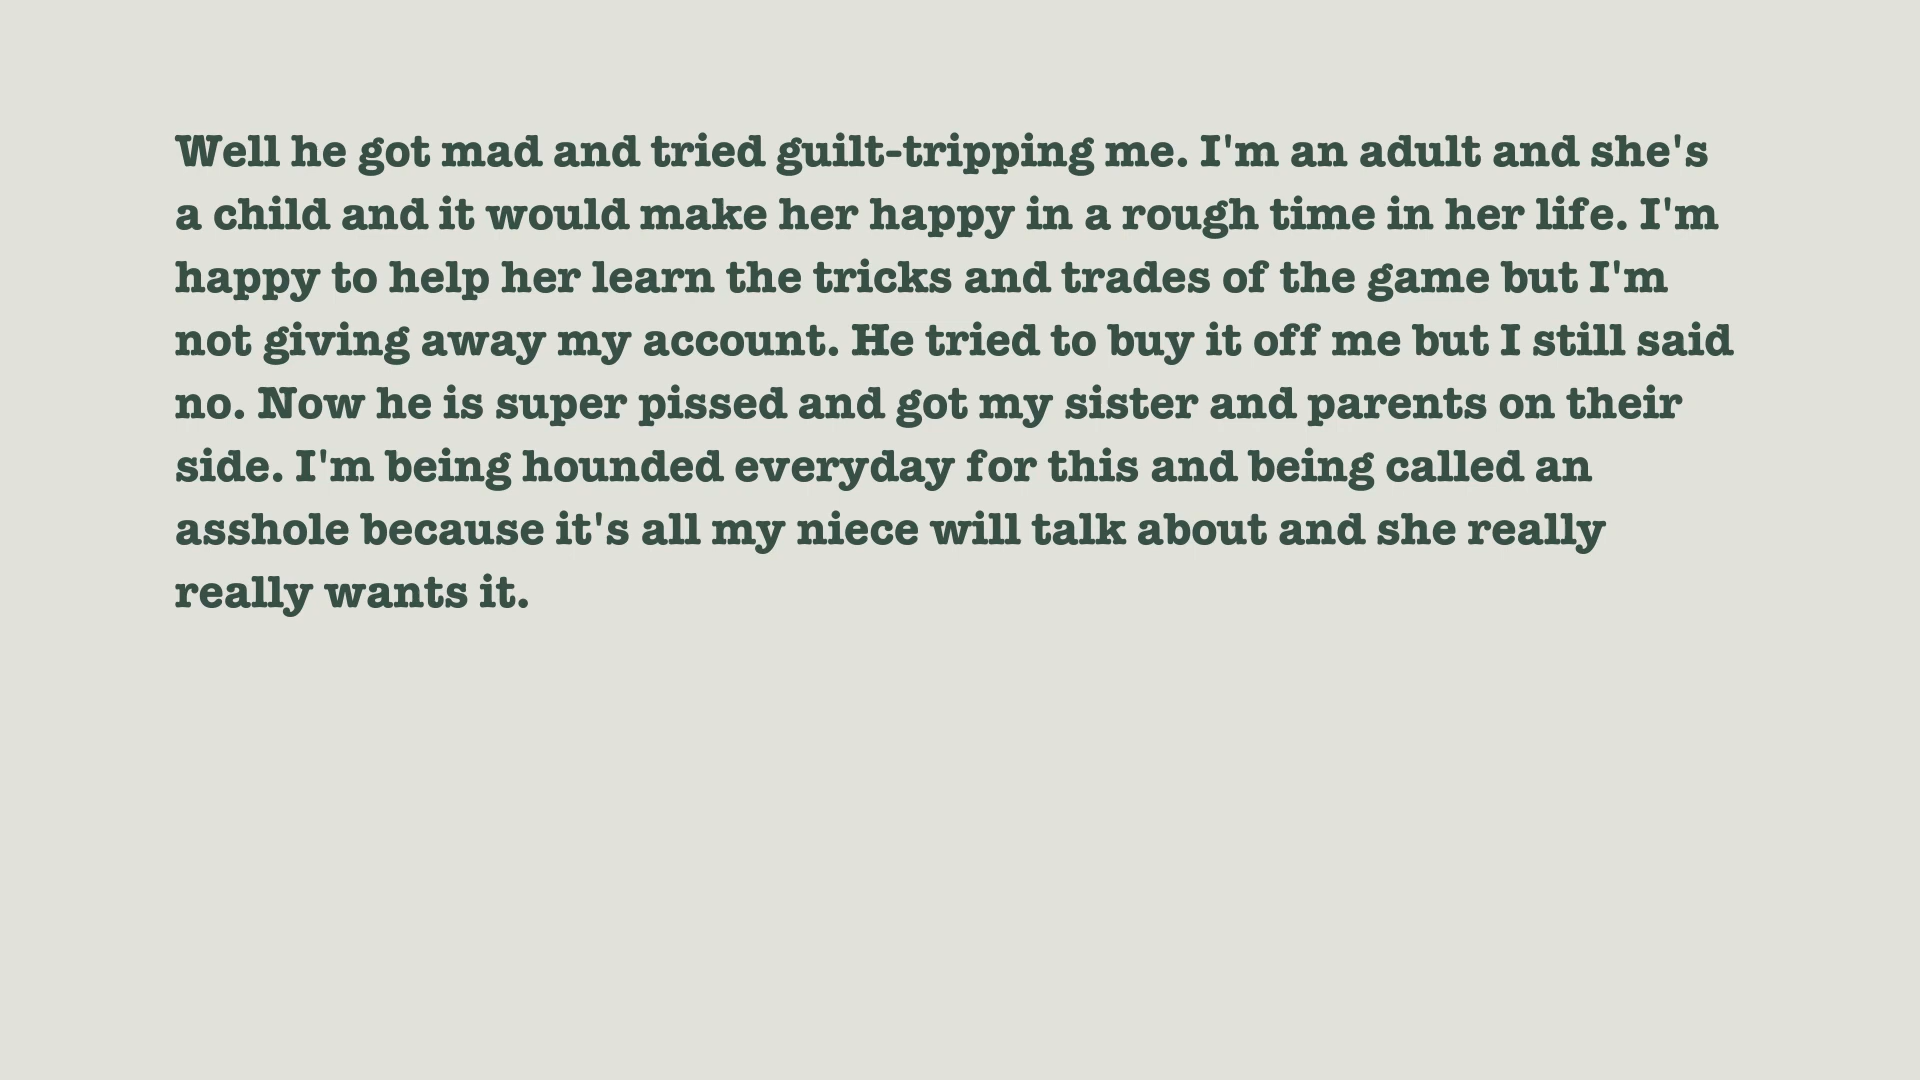 Well he got mad and tried guilt-tripping me. I'm an adult and she's
a child and it would make her happy in a rough time in her life. I'm
happy to help her learn the tricks and trades of the game but I'm
not giving away my account. He tried to buy it off me but I still said
no. Now he is super pissed and got my sister and parents on their
side. I'm being hounded everyday for this and being called an
asshole because it's all my niece will talk about and she really
really wants it.